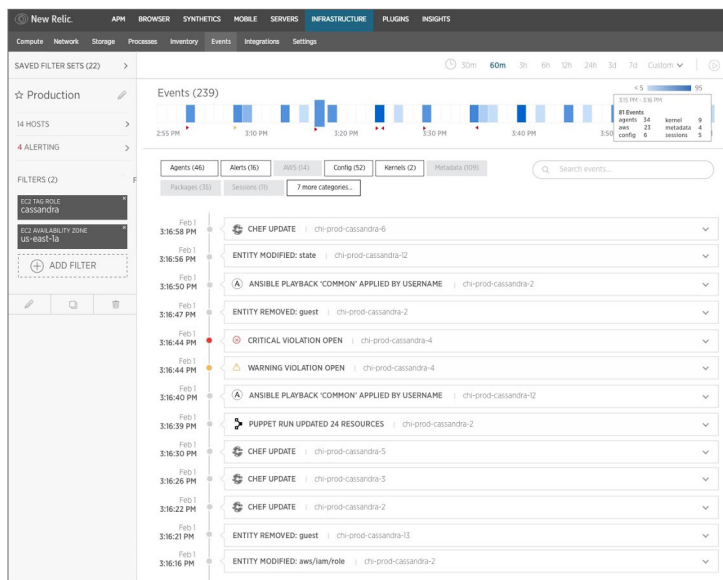 New Relic. APM BROWSER SYNTHETICS MOBILE SERVERS INFRASTRUCTURE PLUGINS INSIGHTS
Compute Network Storage Processes Inventory Events Integrations Settings
SAVED FILTER SETS (22) >
30m 60m 3h 6h 12h 24h 3d 7d Custom
Production
14 HOSTS >
4 ALERTING >
FILTERS (2) F
EC2 TAG ROLE ×
cassandra
EC2 AVAILABILITY ZONE ×
us-east-1a
ADD FILTER
Events (239)
< 5 95
3:15 PM - 3:16 PM
81 Events
agents 34 kernel 9
aws 23 metadata 4
config 6 sessions 5
2:55 PM 3:10 PM 3:20 PM 3:30 PM 3:40 PM 3:50
Agents (46) Alerts (16) AWS (14) Config (52) Kernels (2) Metadata (109)
Search events...
Packages (35) Sessions (11) 7 more categories...
Feb 1
3:16:58 PM CHEF UPDATE | chi-prod-cassandra-6
Feb 1
3:16:56 PM ENTITY MODIFIED: state | chi-prod-cassandra-12
Feb 1
3:16:50 PM A ANSIBLE PLAYBACK 'COMMON' APPLIED BY USERNAME | chi-prod-cassandra-2
Feb 1
3:16:47 PM ENTITY REMOVED: guest | chi-prod-cassandra-2
Feb 1
3:16:44 PM CRITICAL VIOLATION OPEN | chi-prod-cassandra-4
Feb 1
3:16:44 PM WARNING VIOLATION OPEN | chi-prod-cassandra-4
Feb 1
3:16:40 PM A ANSIBLE PLAYBACK 'COMMON' APPLIED BY USERNAME | chi-prod-cassandra-12
Feb 1
3:16:39 PM PUPPET RUN UPDATED 24 RESOURCES | chi-prod-cassandra-2
Feb 1
3:16:30 PM CHEF UPDATE | chi-prod-cassandra-5
Feb 1
3:16:26 PM CHEF UPDATE | chi-prod-cassandra-3
Feb 1
3:16:22 PM CHEF UPDATE | chi-prod-cassandra-2
Feb 1
3:16:21 PM ENTITY REMOVED: guest | chi-prod-cassandra-13
Feb 1
3:16:16 PM ENTITY MODIFIED: aws/iam/role | chi-prod-cassandra-2